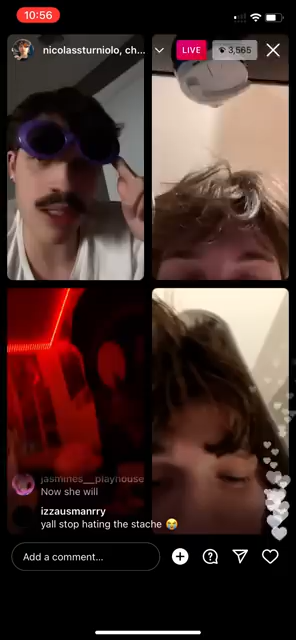 10:56
nicolassturniolo, ch...
LIVE
3,565
jasmines__playhouse
Now she will
izzausmanrry
yall stop hating the stache 😭
Add a comment...